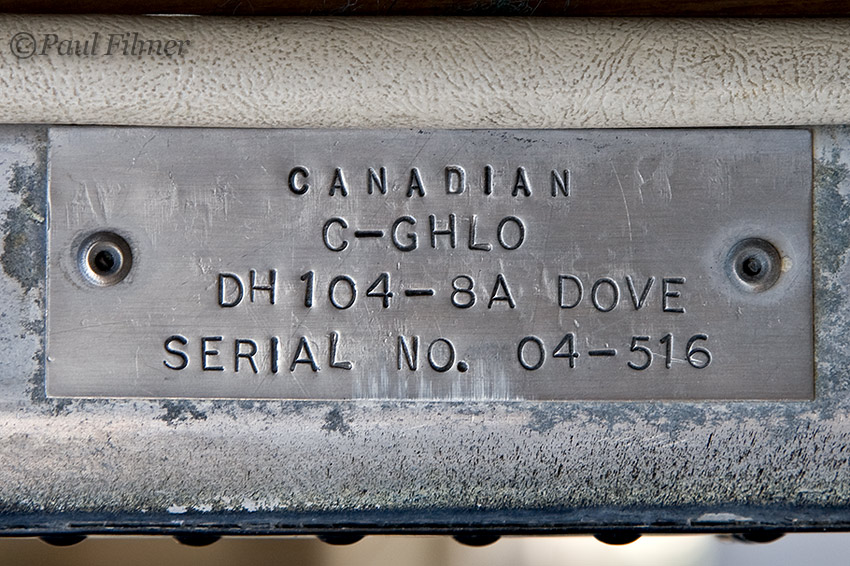 ©Paul Filmer
CANADIAN
C-GHLO
DH 104-8A DOVE
SERIAL NO. 04-516